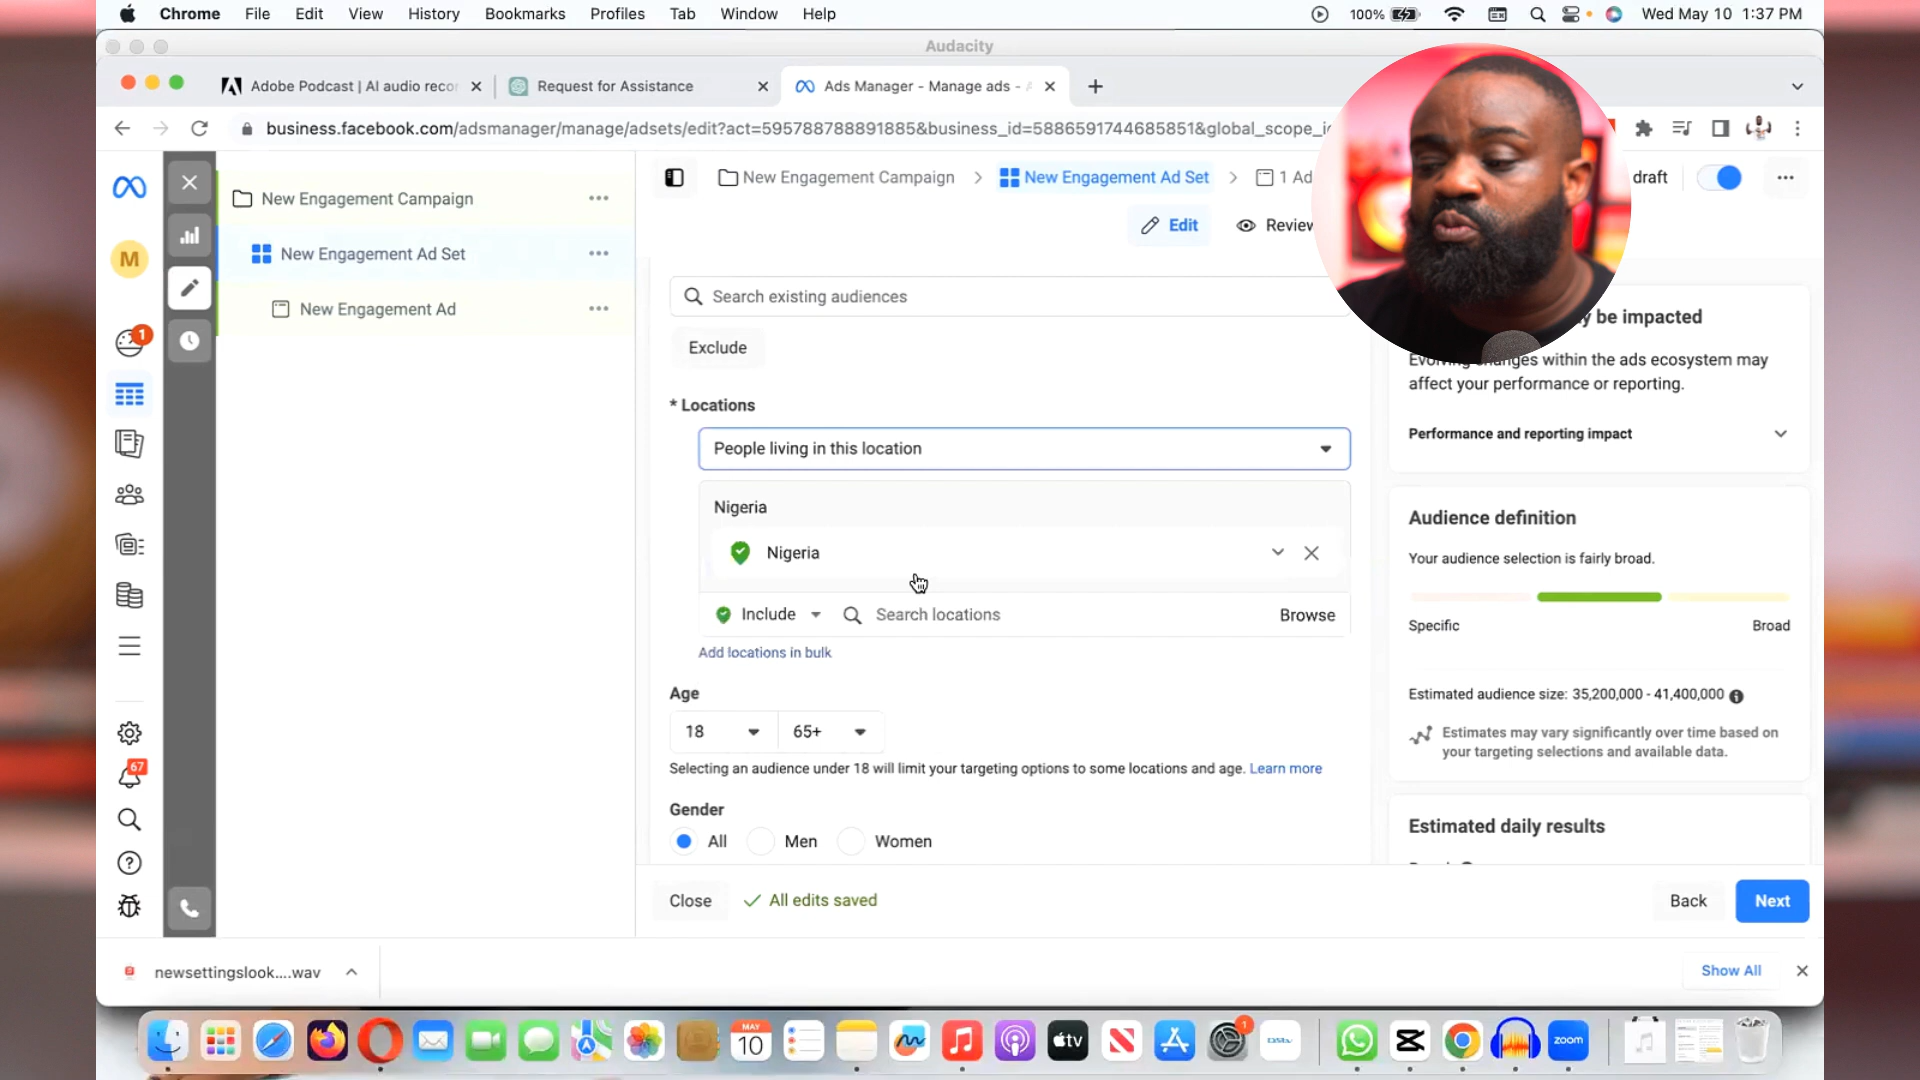 Chrome File Edit View History Bookmarks Profiles Tab Window Help 100% Wed May 10 1:37 PM
Audacity
Adobe Podcast | AI audio recor Request for Assistance Ads Manager - Manage ads -
business.facebook.com/adsmanager/manage/adsets/edit?act=595788788891885&business_id=5886591744685851&global_scope_
New Engagement Campaign > New Engagement Ad Set > 1 Ad draft
Edit Review
M
New Engagement Campaign
New Engagement Ad Set
New Engagement Ad
1
67
Search existing audiences
Exclude
* Locations
People living in this location
Nigeria
Nigeria
Include Search locations Browse
Add locations in bulk
Age
18 65+
Selecting an audience under 18 will limit your targeting options to some locations and age. Learn more
Gender
All Men Women
y be impacted
Evolving changes within the ads ecosystem may
affect your performance or reporting.
Performance and reporting impact
Audience definition
Your audience selection is fairly broad.
Specific Broad
Estimated audience size: 35,200,000 - 41,400,000
Estimates may vary significantly over time based on
your targeting selections and available data.
Estimated daily results
Close All edits saved Back Next
newsettingslook....wav Show All
MAY
10
tv
1
DStv
zoom